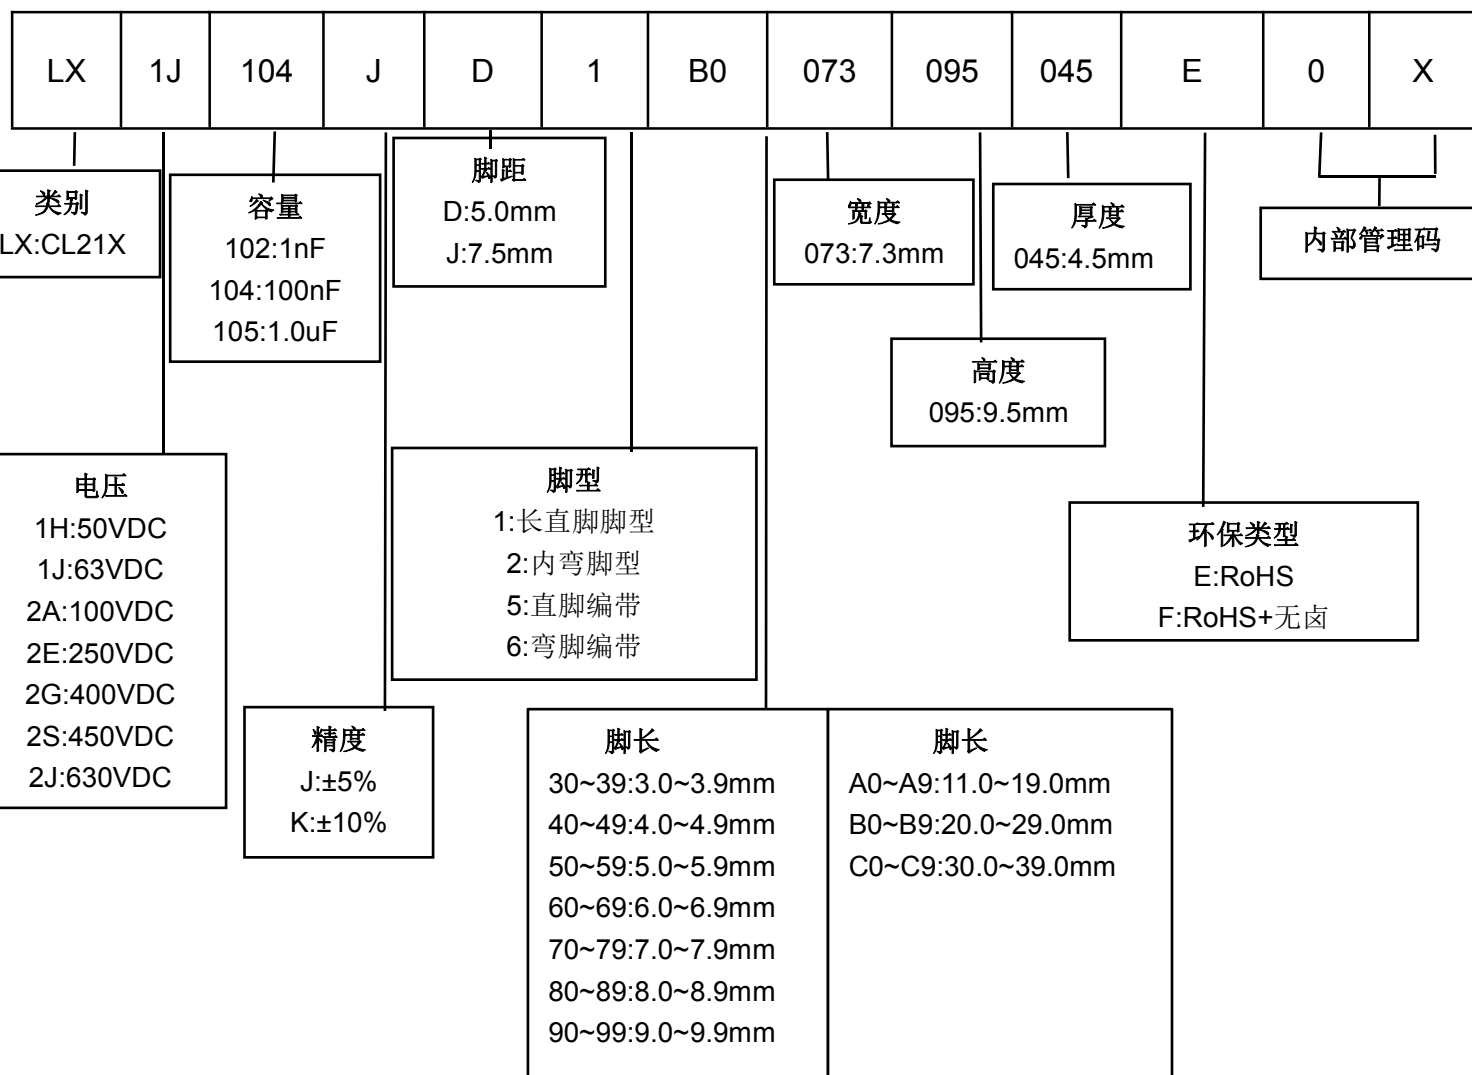 LX 1J 104 J D 1 B0 073 095 045 E 0 X
类别
LX:CL21X
容量
102:1nF
104:100nF
105:1.0uF
脚距
D:5.0mm
J:7.5mm
宽度
073:7.3mm
厚度
045:4.5mm
内部管理码
高度
095:9.5mm
电压
1H:50VDC
1J:63VDC
2A:100VDC
2E:250VDC
2G:400VDC
2S:450VDC
2J:630VDC
脚型
1:长直脚脚型
2:内弯脚型
5:直脚编带
6:弯脚编带
环保类型
E:RoHS
F:RoHS+无卤
精度
J:±5%
K:±10%
脚长
30~39:3.0~3.9mm
40~49:4.0~4.9mm
50~59:5.0~5.9mm
60~69:6.0~6.9mm
70~79:7.0~7.9mm
80~89:8.0~8.9mm
90~99:9.0~9.9mm
脚长
A0~A9:11.0~19.0mm
B0~B9:20.0~29.0mm
C0~C9:30.0~39.0mm